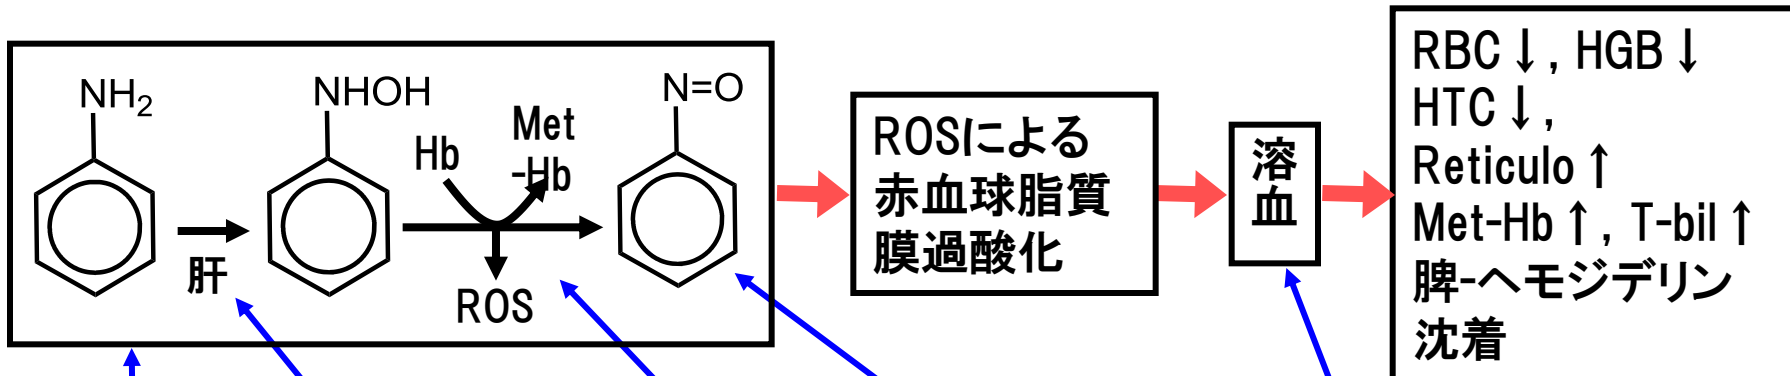 NH2
肝
NHOH
Hb
Met
-Hb
ROS
N=O
ROSによる
赤血球脂質
膜過酸化
溶
血
RBC↓, HGB↓
HTC↓,
Reticulo↑
Met-Hb↑, T-bil↑
脾-ヘモジデリン
沈着